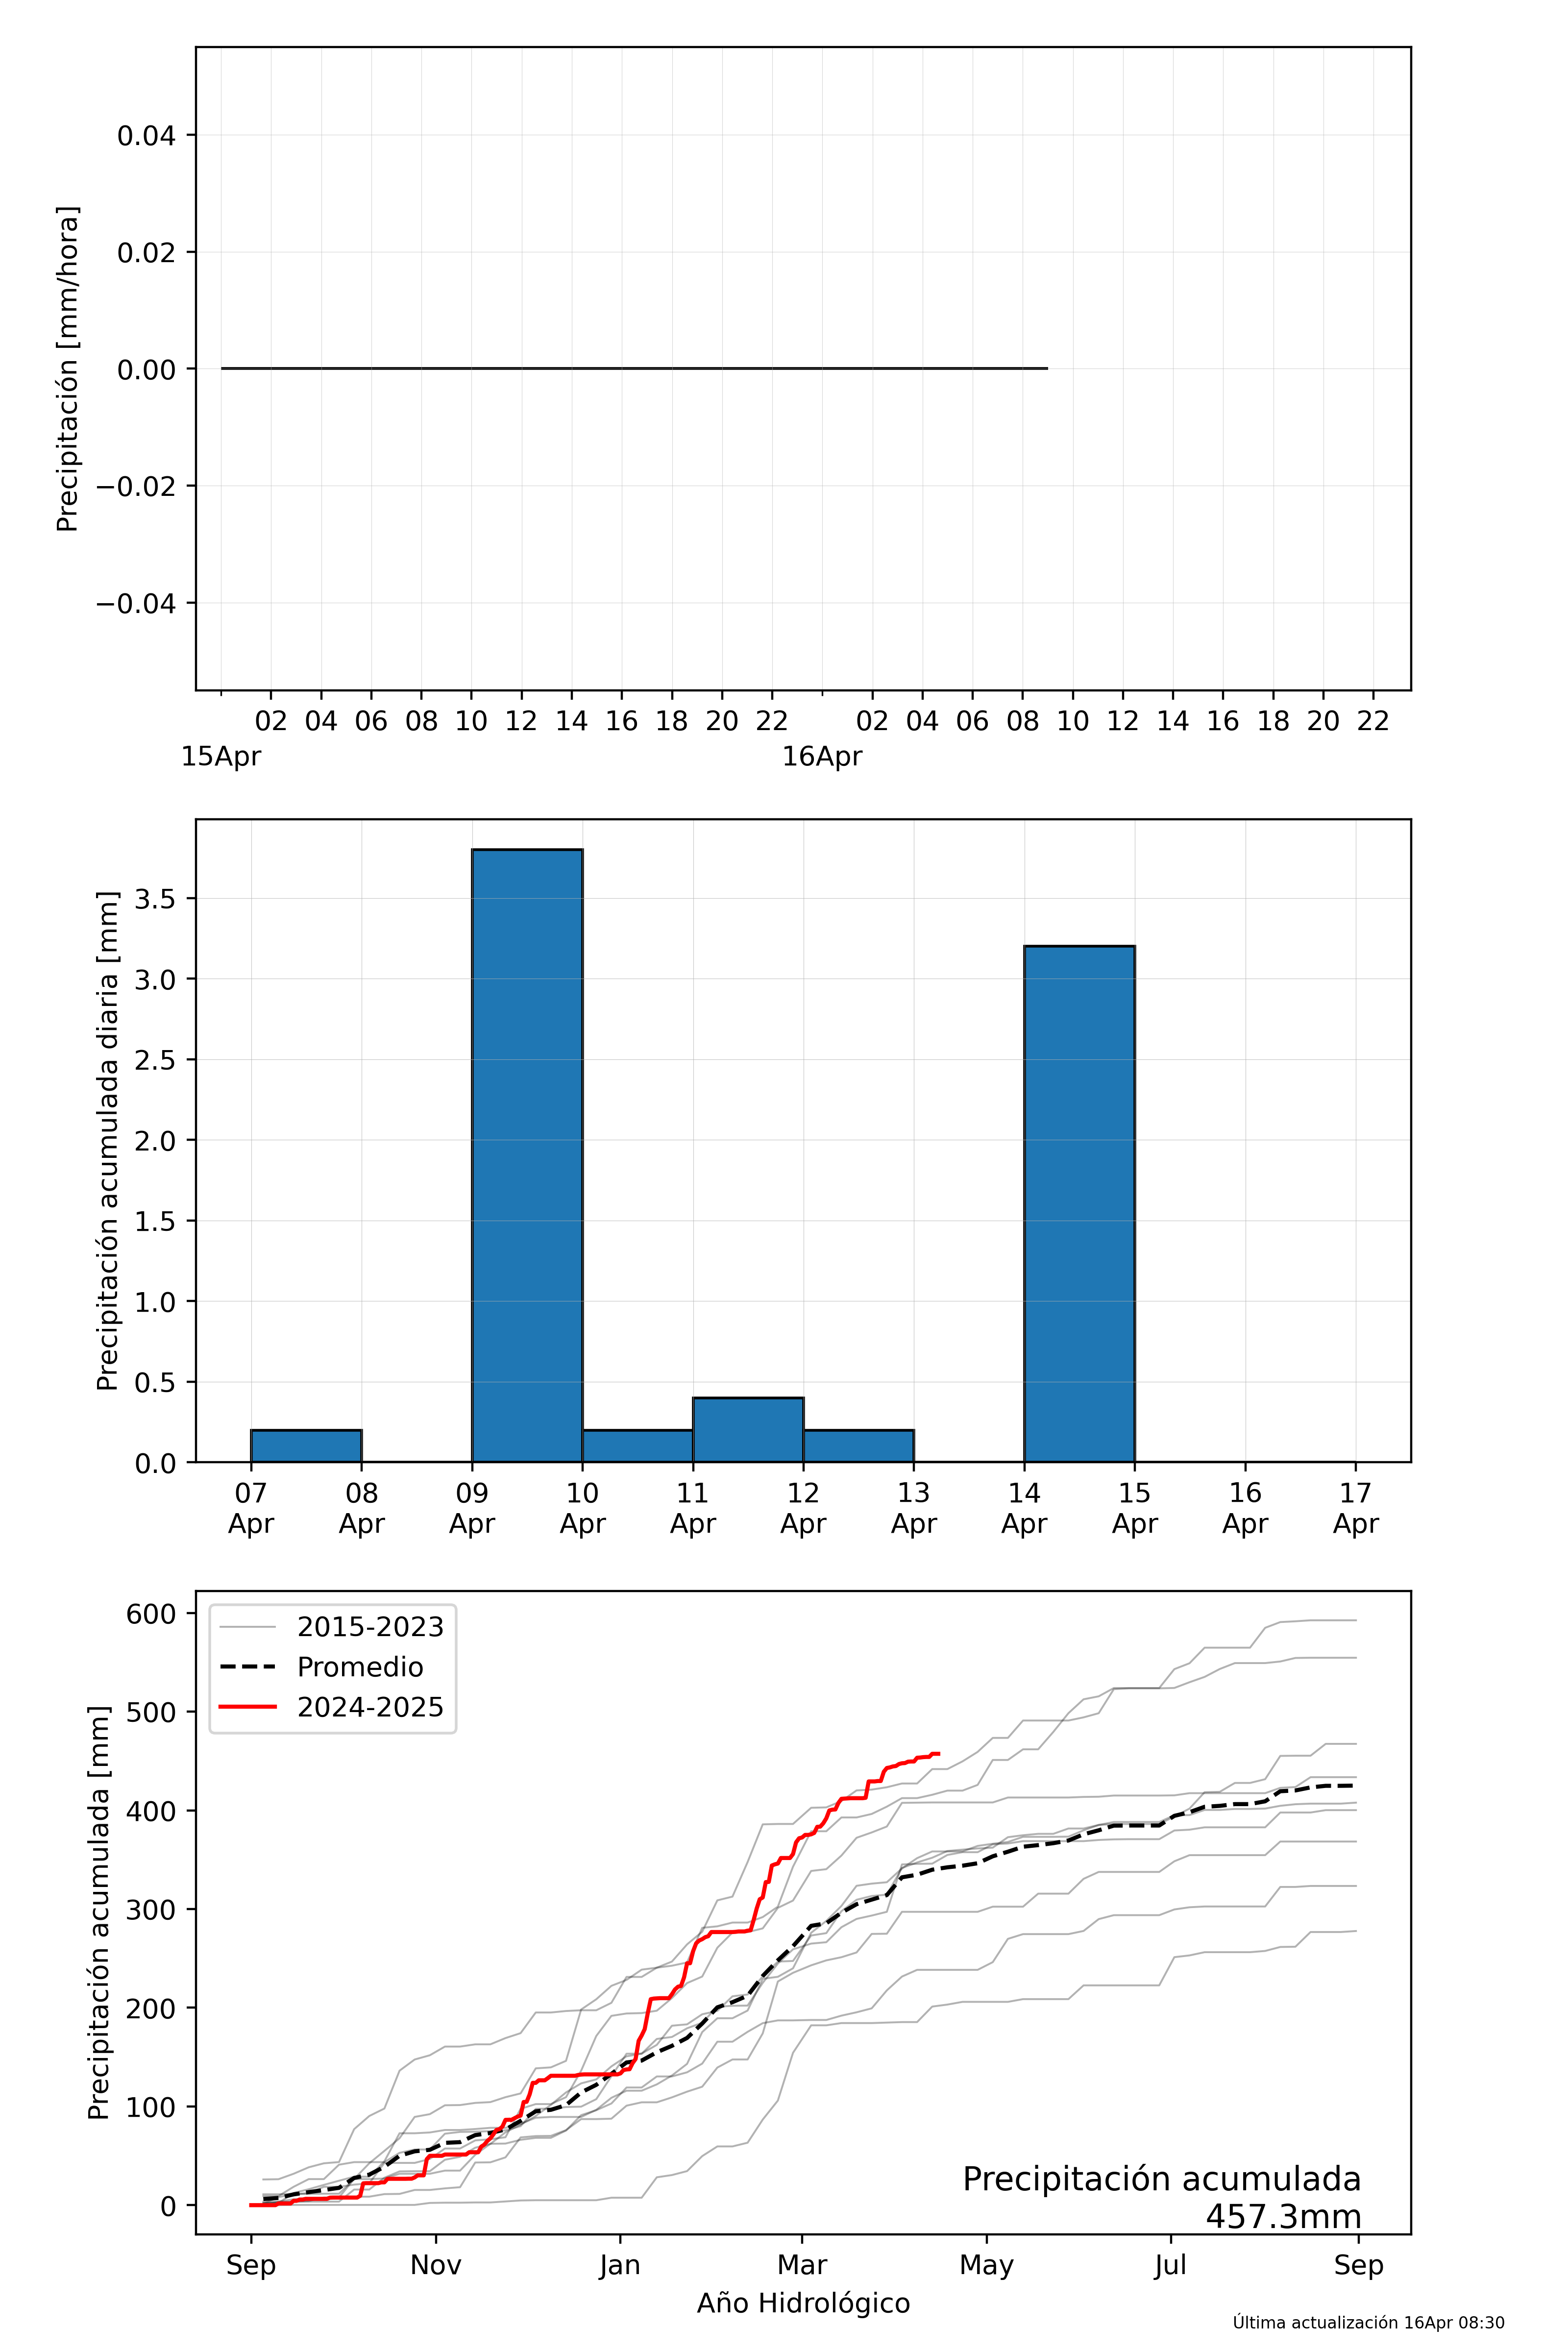 Precipitación [mm/hora]
0.04
0.02
0.00
−0.02
−0.04
02 04 06 08 10 12 14 16 18 20 22 02 04 06 08 10 12 14 16 18 20 22
15Apr 16Apr
Precipitación acumulada diaria [mm]
3.5
3.0
2.5
2.0
1.5
1.0
0.5
0.0
07 08 09 10 11 12 13 14 15 16 17
Apr Apr Apr Apr Apr Apr Apr Apr Apr Apr Apr
Precipitación acumulada [mm]
600
500
400
300
200
100
0
2015-2023
Promedio
2024-2025
Precipitación acumulada
457.3mm
Sep Nov Jan Mar May Jul Sep
Año Hidrológico
Última actualización 16Apr 08:30